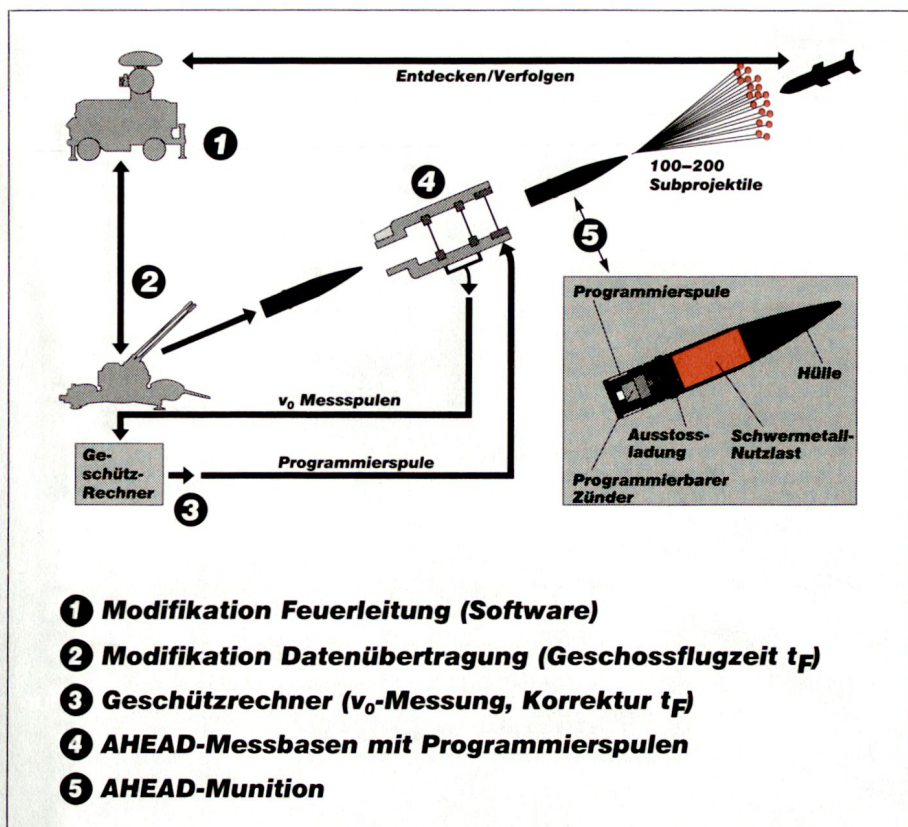 Entdecken/Verfolgen
1
100–200
Subprojektile
4
5
2
Programmierspule
Hülle
v₀ Messspulen
Ausstoss-
ladung
Schwermetall-
Nutzlast
Ge-
schütz-
Rechner
Programmierspule
3
Programmierbarer
Zünder
1 Modifikation Feuerleitung (Software)
2 Modifikation Datenübertragung (Geschossflugzeit tF)
3 Geschützrechner (v₀-Messung, Korrektur tF)
4 AHEAD-Messbasen mit Programmierspulen
5 AHEAD-Munition